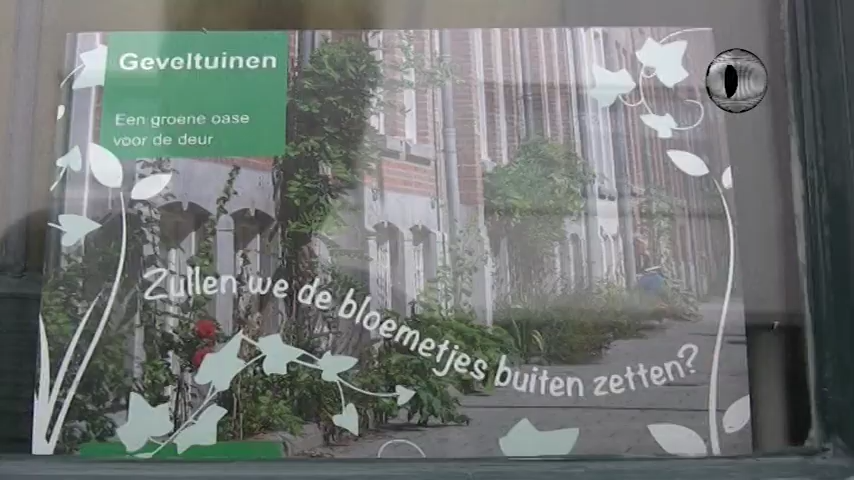 Geveltuinen
Een groene oase
voor de deur
Zullen we de bloemetjes buiten zetten?